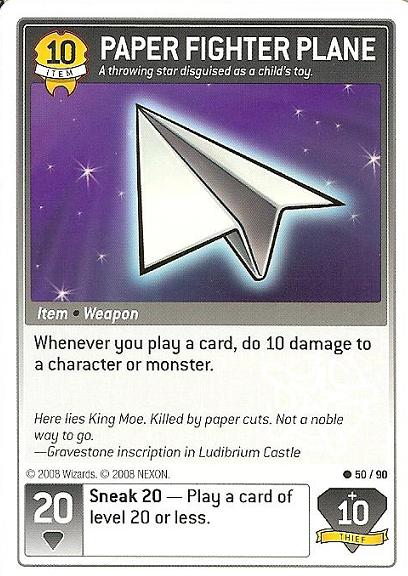 10
ITEM
PAPER FIGHTER PLANE
A throwing star disguised as a child's toy.
Item • Weapon
Whenever you play a card, do 10 damage to
a character or monster.
Here lies King Moe. Killed by paper cuts. Not a noble
way to go.
—Gravestone inscription in Ludibrium Castle
© 2008 Wizards. © 2008 NEXON.
● 50 / 90
20
Sneak 20 — Play a card of
level 20 or less.
+
10
THIEF